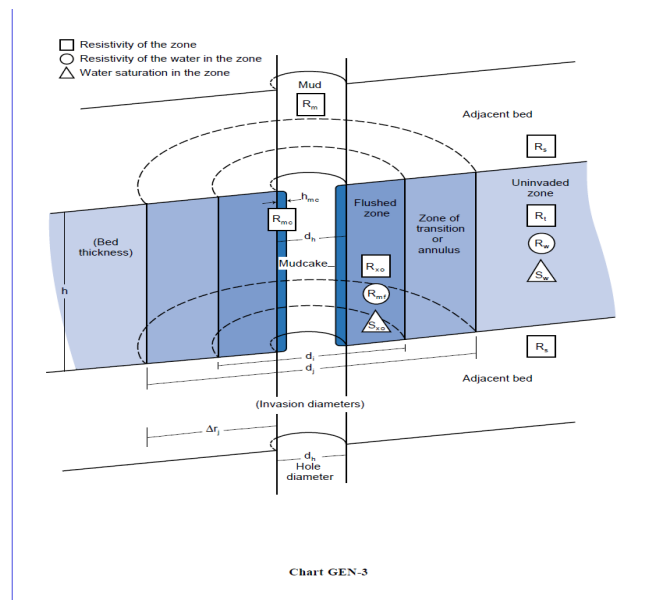 Resistivity of the zone
Resistivity of the water in the zone
Water saturation in the zone
Mud
Rm
Adjacent bed
Rs
hmc
Rmc
(Bed
thickness)
h
dh
Mudcake
Flushed
zone
Zone of
transition
or
annulus
Uninvaded
zone
Rt
Rw
Sw
Rxo
Rmf
Sxo
Rs
di
dj
Adjacent bed
(Invasion diameters)
Δrj
dh
Hole
diameter
Chart GEN-3